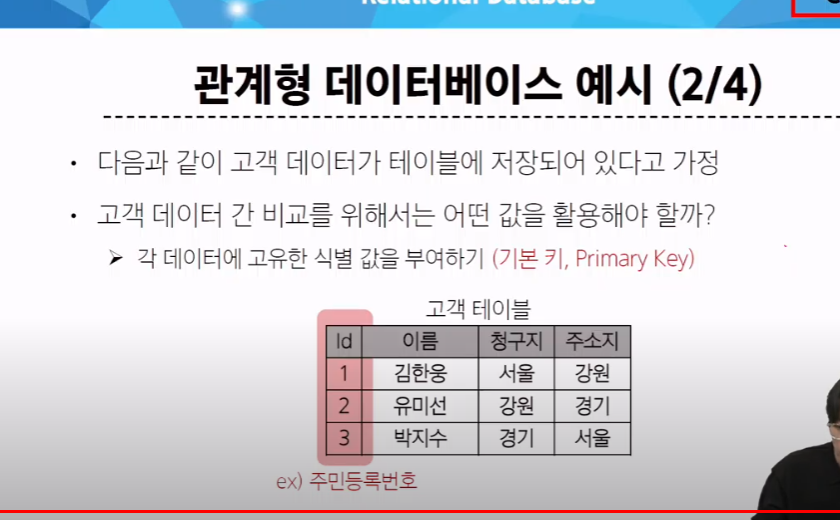 Relational Database
관계형 데이터베이스 예시 (2/4)
• 다음과 같이 고객 데이터가 테이블에 저장되어 있다고 가정
• 고객 데이터 간 비교를 위해서는 어떤 값을 활용해야 할까?
➢ 각 데이터에 고유한 식별 값을 부여하기 (기본 키, Primary Key)
고객 테이블
Id 이름 청구지 주소지
1 김한웅 서울 강원
2 유미선 강원 경기
3 박지수 경기 서울
ex) 주민등록번호